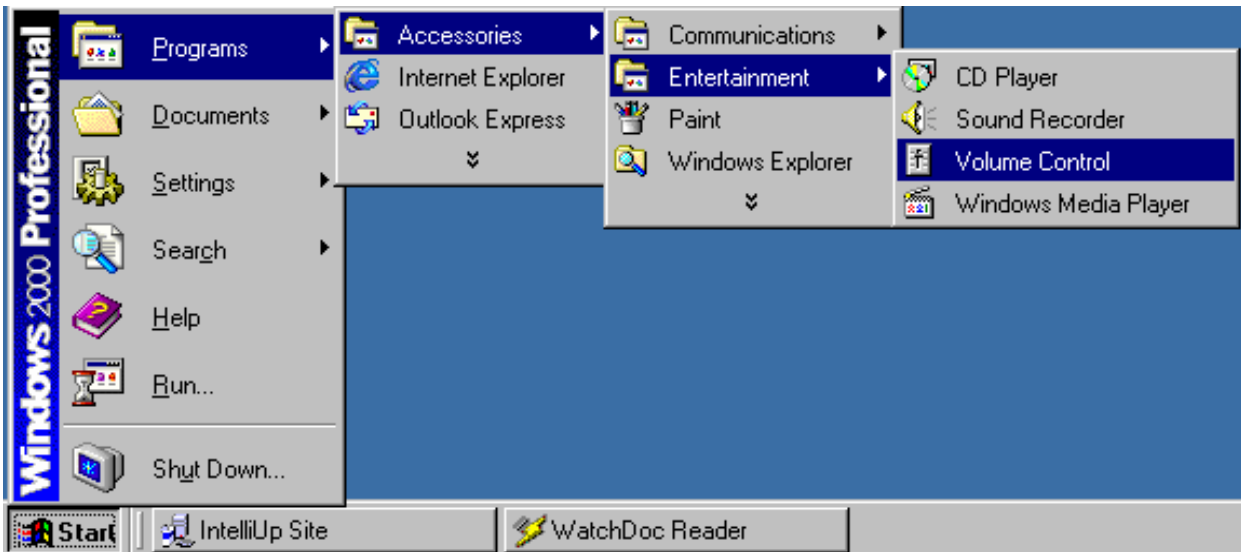 Windows 2000 Professional
Programs
Documents
Settings
Search
Help
Run...
Shut Down...
Accessories
Internet Explorer
Outlook Express
Communications
Entertainment
Paint
Windows Explorer
CD Player
Sound Recorder
Volume Control
Windows Media Player
Start
IntelliUp Site
WatchDoc Reader